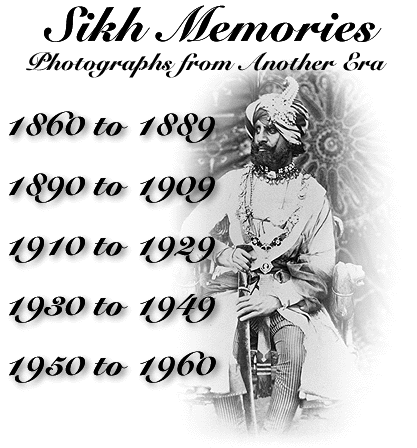 Sikh Memories
Photographs from Another Era
1860 to 1889
1890 to 1909
1910 to 1929
1930 to 1949
1950 to 1960